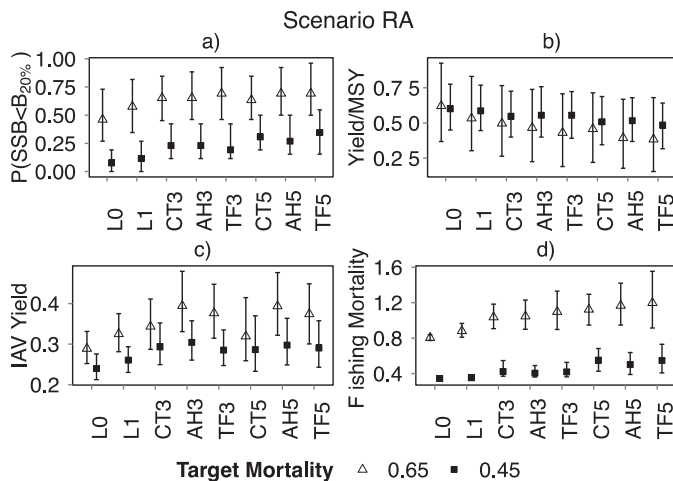 Scenario RA
a)
b)
P(SSB<B20%)
1.00
0.75
0.50
0.25
0.00
L0 L1 CT3 AH3 TF3 CT5 AH5 TF5
Yield/MSY
0.75
0.50
0.25
L0 L1 CT3 AH3 TF3 CT5 AH5 TF5
c)
d)
IAV Yield
0.4
0.3
0.2
L0 L1 CT3 AH3 TF3 CT5 AH5 TF5
F ishing Mortality
1.6
1.2
0.8
0.4
L0 L1 CT3 AH3 TF3 CT5 AH5 TF5
Target Mortality 0.65 0.45